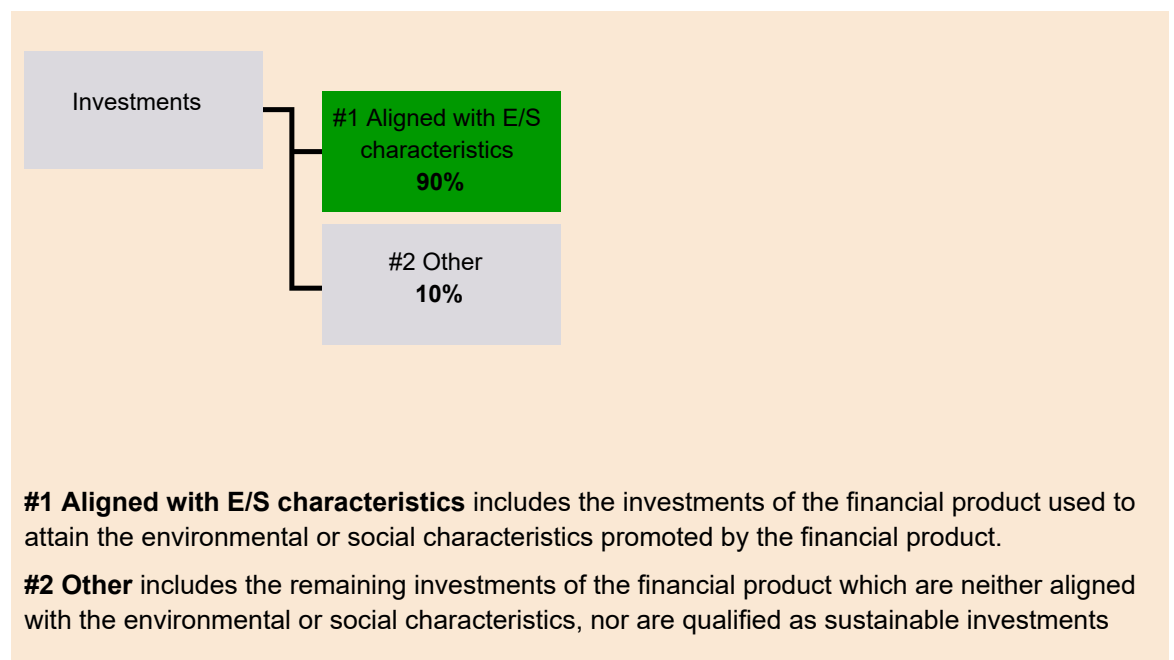 Investments
#1 Aligned with E/S
characteristics
90%
#2 Other
10%
#1 Aligned with E/S characteristics includes the investments of the financial product used to
attain the environmental or social characteristics promoted by the financial product.
#2 Other includes the remaining investments of the financial product which are neither aligned
with the environmental or social characteristics, nor are qualified as sustainable investments